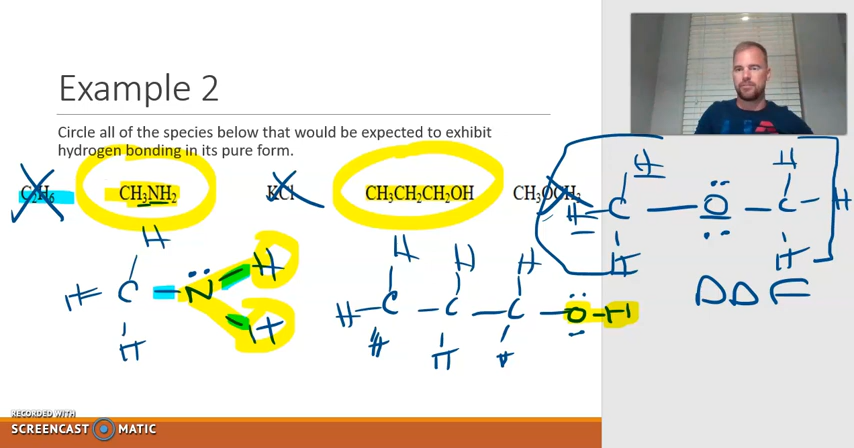 Example 2
Circle all of the species below that would be expected to exhibit
hydrogen bonding in its pure form.
C₂H₆ CH₃NH₂ KCl CH₃CH₂CH₂OH CH₃OCH₃
H H
H C O C H
H H
DDF
H H H H
H C N H
H H
H C C C O H
H H H
RECORDED WITH
SCREENCAST MATIC